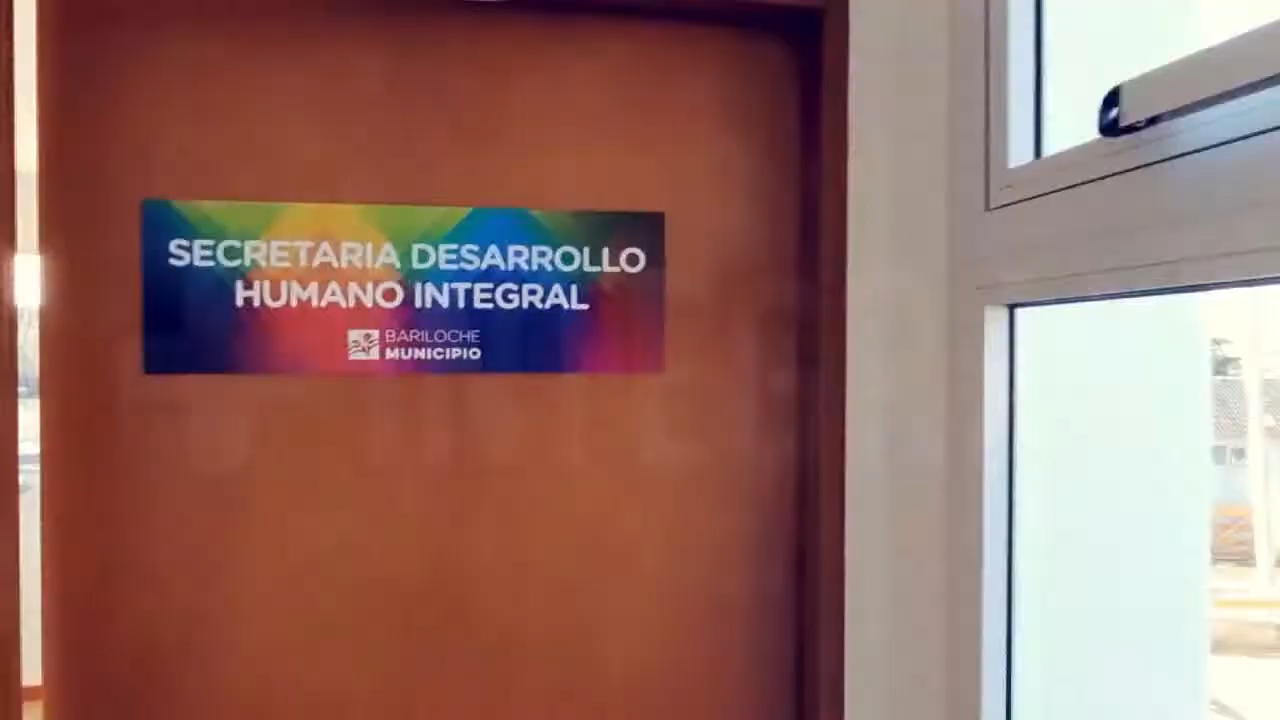 SECRETARIA DESARROLLO
HUMANO INTEGRAL
BARILOCHE
MUNICIPIO